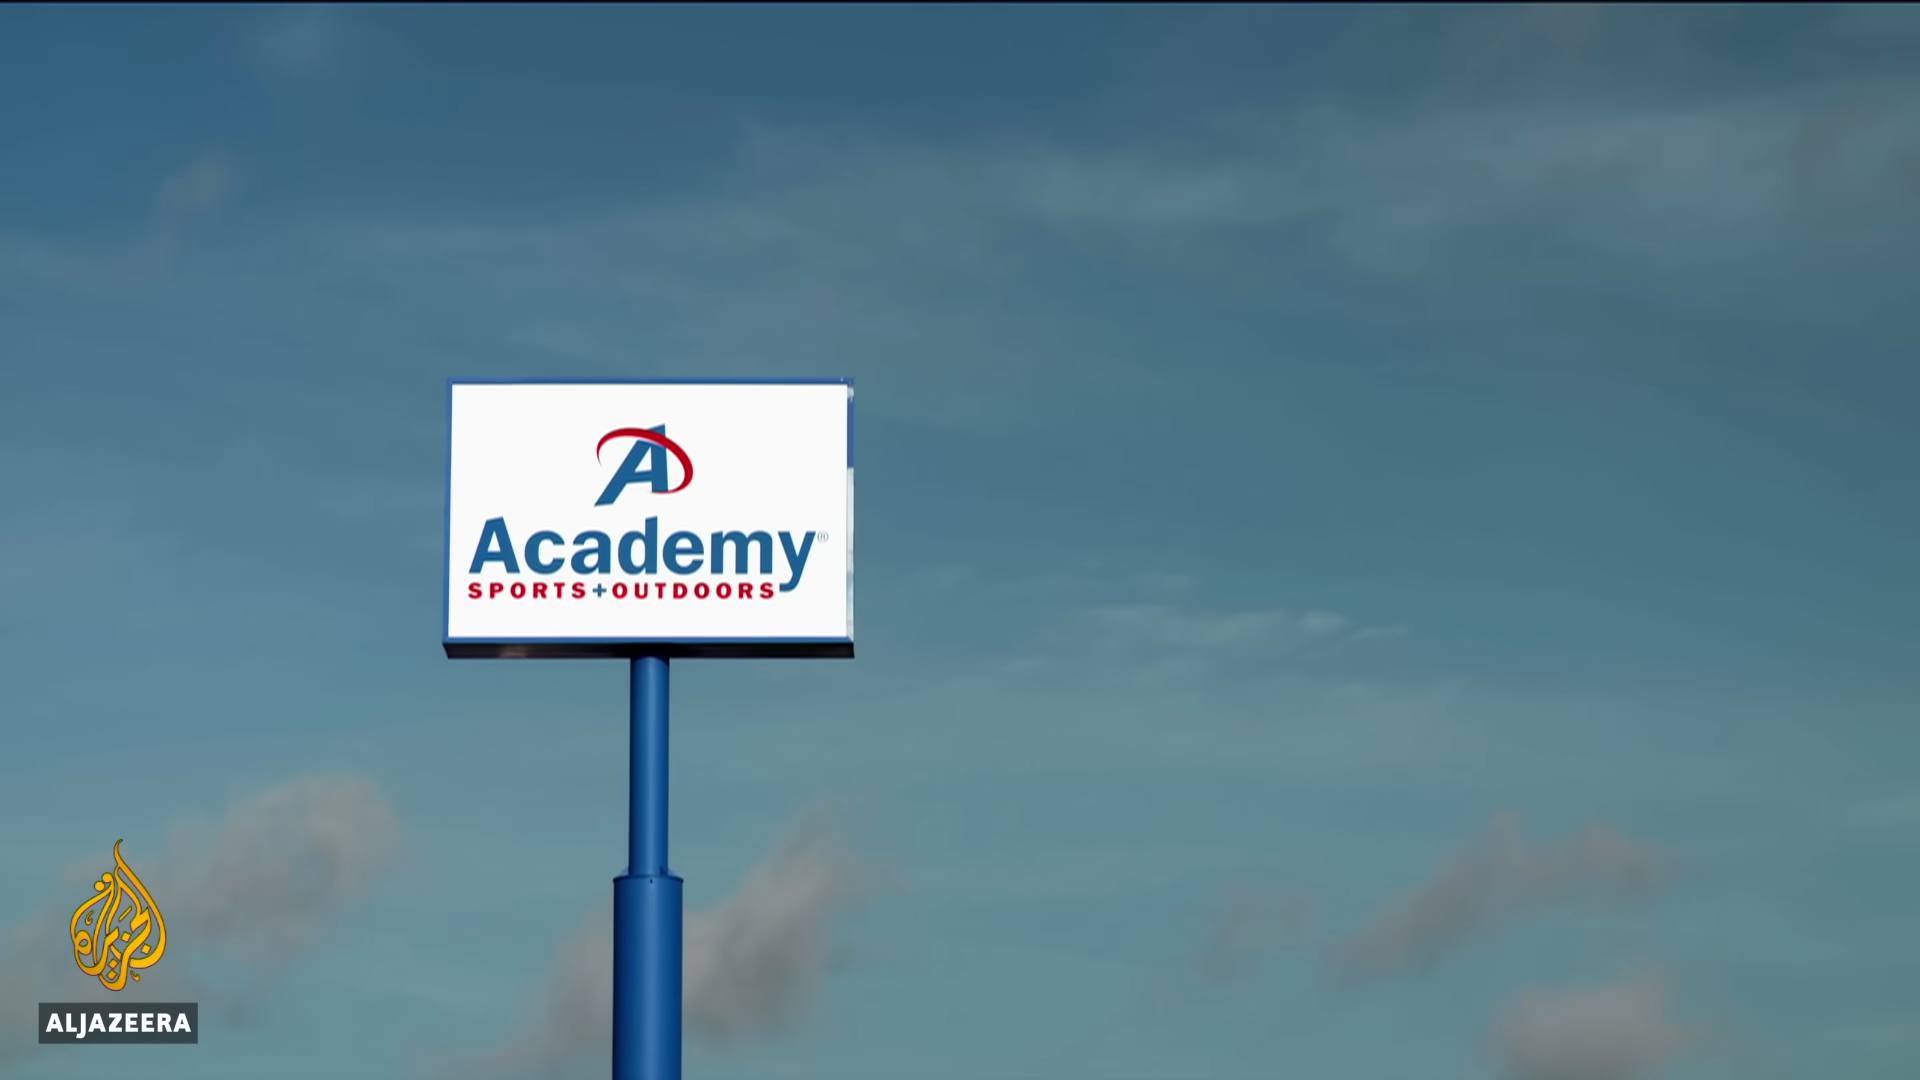 A
Academy®
SPORTS+OUTDOORS
الجزيرة
ALJAZEERA